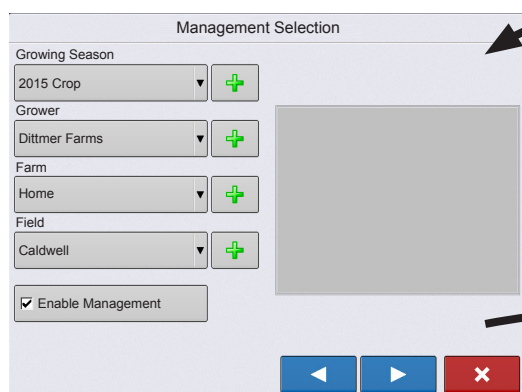 Management Selection
Growing Season
2015 Crop
Grower
Dittmer Farms
Farm
Home
Field
Caldwell
Enable Management